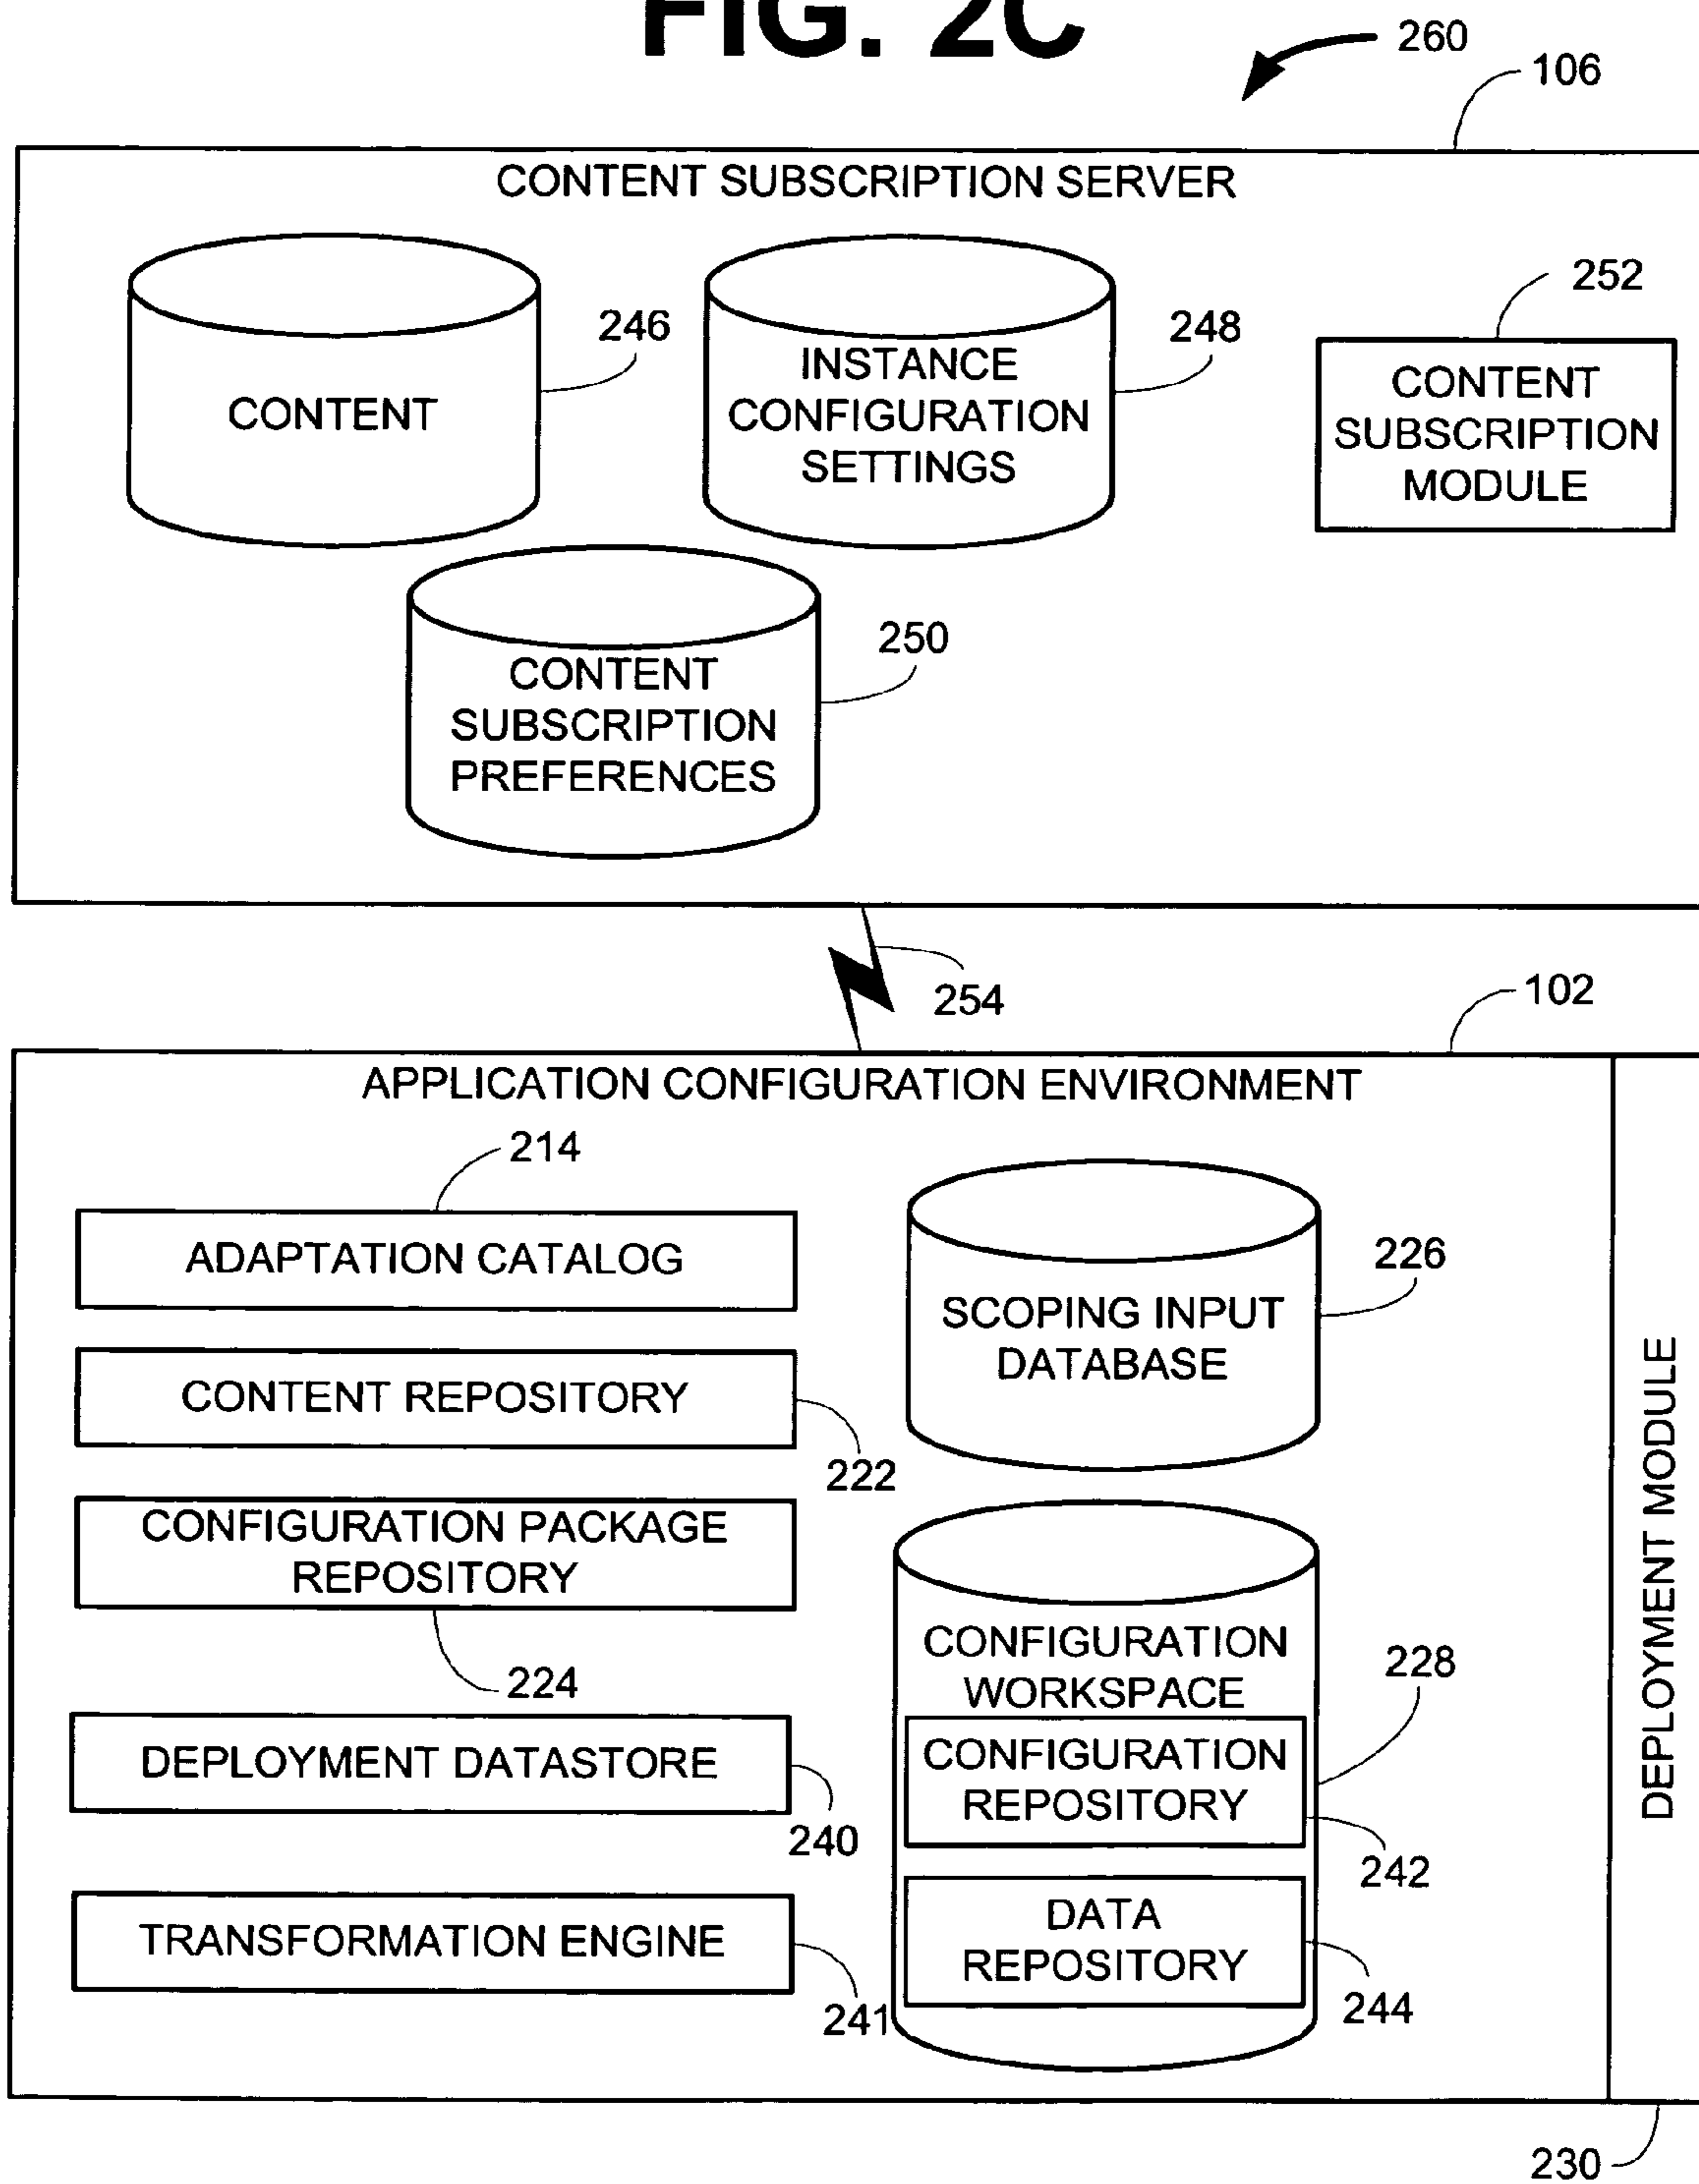 FIG. 2C
260
106
CONTENT SUBSCRIPTION SERVER
252
246
248
CONTENT
INSTANCE
CONFIGURATION
SETTINGS
CONTENT
SUBSCRIPTION
MODULE
250
CONTENT
SUBSCRIPTION
PREFERENCES
254
102
APPLICATION CONFIGURATION ENVIRONMENT
214
ADAPTATION CATALOG
226
SCOPING INPUT
DATABASE
CONTENT REPOSITORY
222
CONFIGURATION PACKAGE
REPOSITORY
224
CONFIGURATION
WORKSPACE
228
CONFIGURATION
REPOSITORY
242
DEPLOYMENT DATASTORE
240
DATA
REPOSITORY
244
TRANSFORMATION ENGINE
241
DEPLOYMENT MODULE
230